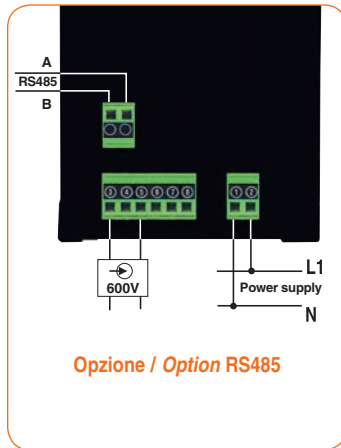 A
RS485
B
3 4 5 6 7 8
1 2
600V
L1
Power supply
N
Opzione / Option RS485